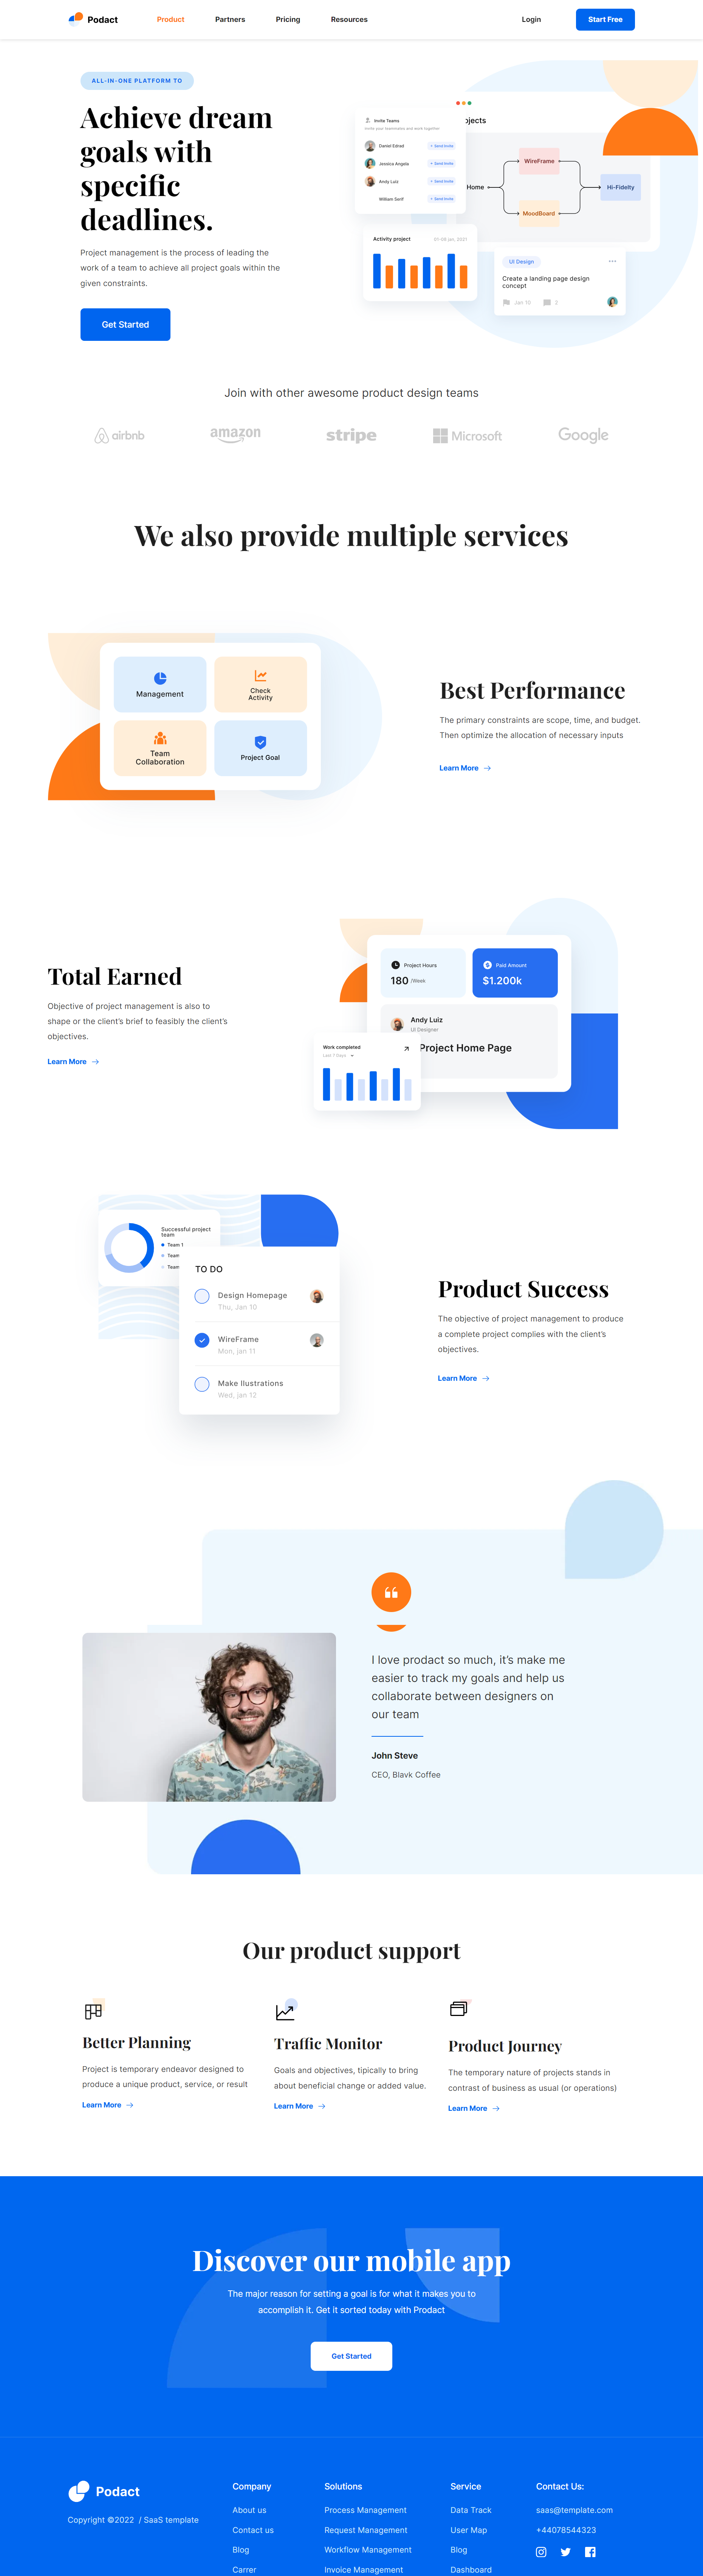 Podact
Product
Partners
Pricing
Resources
Login
Start Free
ALL-IN-ONE PLATFORM TO
Achieve dream
goals with
specific
deadlines.
Project management is the process of leading the
work of a team to achieve all project goals within the
given constraints.
Get Started
Invite Teams
Invite your teammates and work together
Daniel Edrad
Send Invite
Jessica Angela
Send Invite
Andy Luiz
Send Invite
William Serif
Send Invite
ojects
Home
WireFrame
MoodBoard
Hi-Fidelty
Activity project
01-08 jan, 2021
UI Design
Create a landing page design
concept
Jan 10
2
Join with other awesome product design teams
airbnb
amazon
stripe
Microsoft
Google
We also provide multiple services
Management
Check
Activity
Team
Collaboration
Project Goal
Best Performance
The primary constraints are scope, time, and budget.
Then optimize the allocation of necessary inputs
Learn More
Total Earned
Objective of project management is also to
shape or the client's brief to feasibly the client's
objectives.
Learn More
Project Hours
180 /Week
Paid Amount
$1.200k
Andy Luiz
UI Designer
Project Home Page
Work completed
Last 7 Days
Successful project
team
Team 1
Team
Team
TO DO
Design Homepage
Thu, Jan 10
WireFrame
Mon, jan 11
Make Ilustrations
Wed, jan 12
Product Success
The objective of project management to produce
a complete project complies with the client's
objectives.
Learn More
I love prodact so much, it's make me
easier to track my goals and help us
collaborate between designers on
our team
John Steve
CEO, Blavk Coffee
Our product support
Better Planning
Project is temporary endeavor designed to
produce a unique product, service, or result
Learn More
Traffic Monitor
Goals and objectives, tipically to bring
about beneficial change or added value.
Learn More
Product Journey
The temporary nature of projects stands in
contrast of business as usual (or operations)
Learn More
Discover our mobile app
The major reason for setting a goal is for what it makes you to
accomplish it. Get it sorted today with Prodact
Get Started
Podact
Copyright ©2022 / SaaS template
Company
About us
Contact us
Blog
Carrer
Solutions
Process Management
Request Management
Workflow Management
Invoice Management
Service
Data Track
User Map
Blog
Dashboard
Contact Us:
saas@template.com
+44078544323